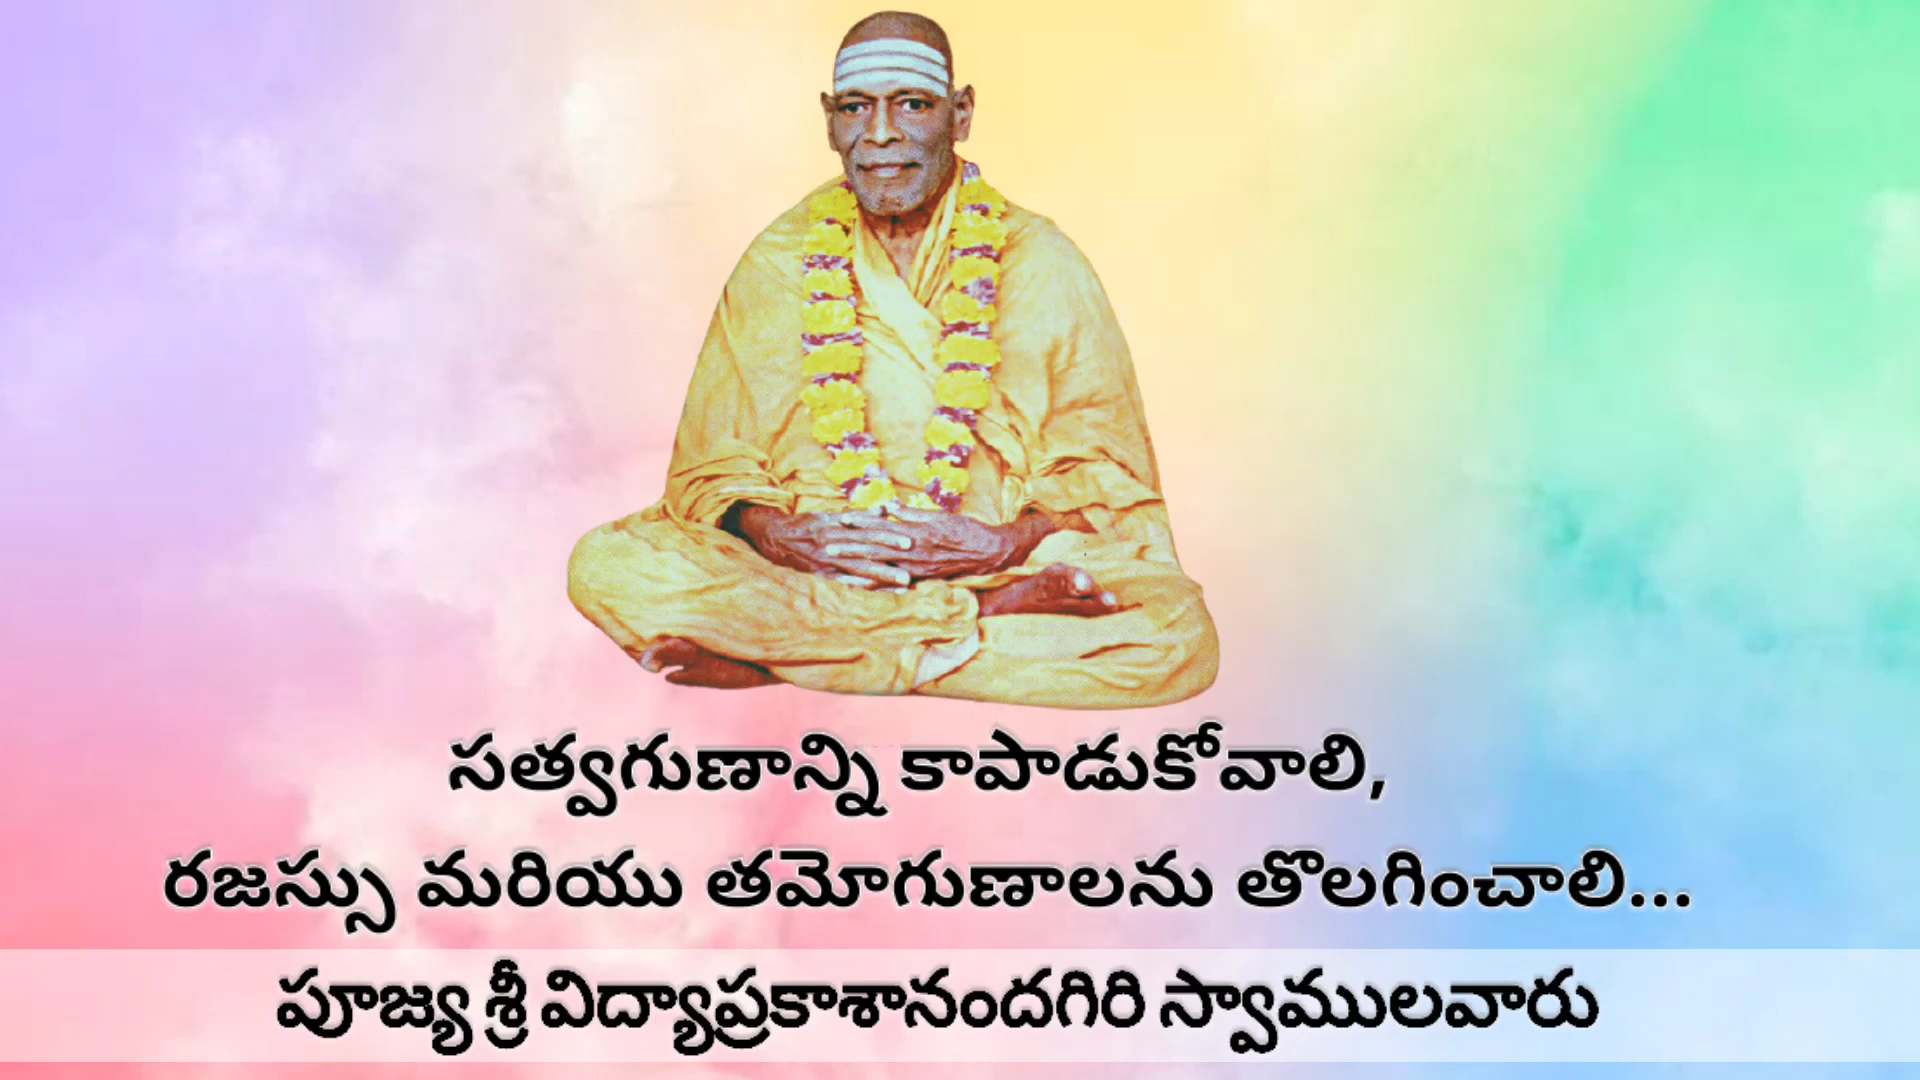 సత్వగుణాన్ని కాపాడుకోవాలి,
రజస్సు మరియు తమోగుణాలను తొలగించాలి...
పూజ్య శ్రీ విద్యాప్రకాశానందగిరి స్వాములవారు